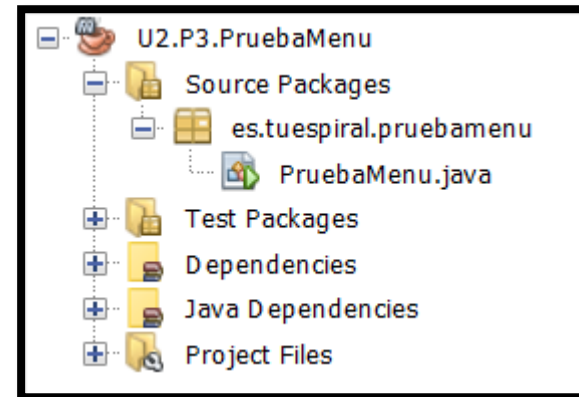 U2.P3.PruebaMenu
Source Packages
es.tuespiral.pruebamenu
PruebaMenu.java
Test Packages
Dependencies
Java Dependencies
Project Files